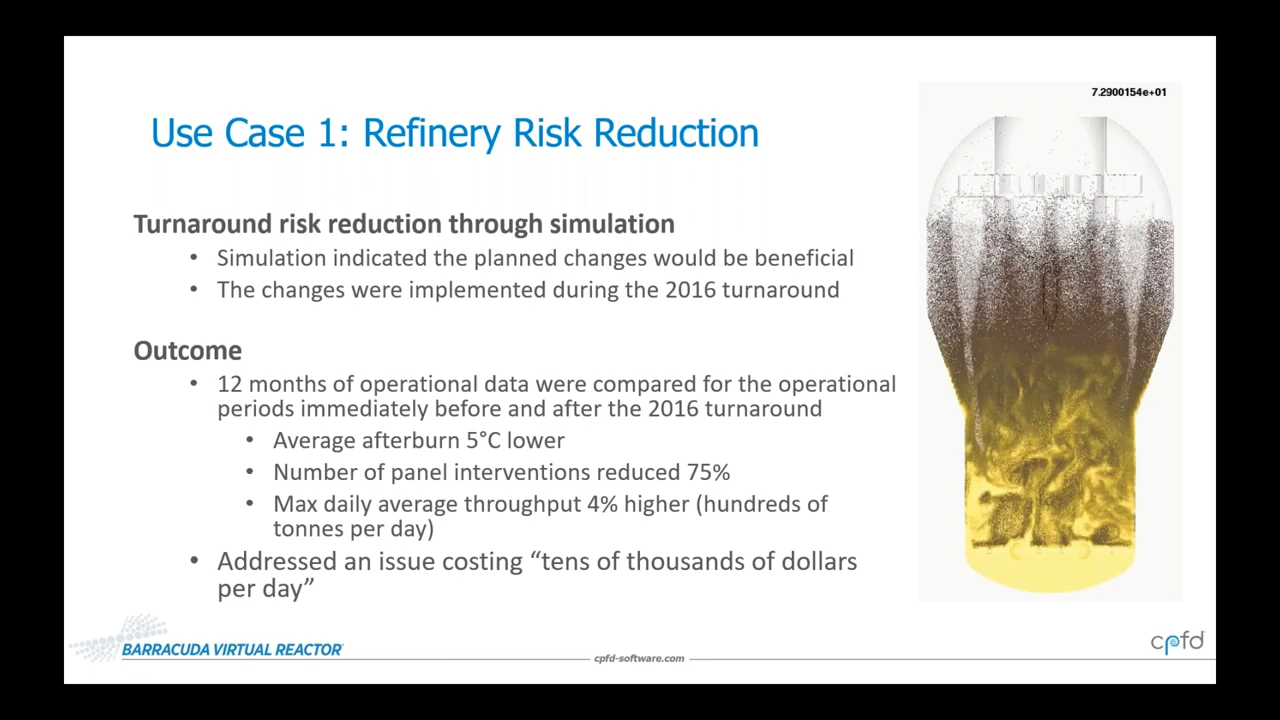 7.2900154e+01
Use Case 1: Refinery Risk Reduction
Turnaround risk reduction through simulation
• Simulation indicated the planned changes would be beneficial
• The changes were implemented during the 2016 turnaround
Outcome
• 12 months of operational data were compared for the operational
periods immediately before and after the 2016 turnaround
• Average afterburn 5°C lower
• Number of panel interventions reduced 75%
• Max daily average throughput 4% higher (hundreds of
tonnes per day)
• Addressed an issue costing “tens of thousands of dollars
per day”
BARRACUDA VIRTUAL REACTOR
cpfd-software.com
cpfd